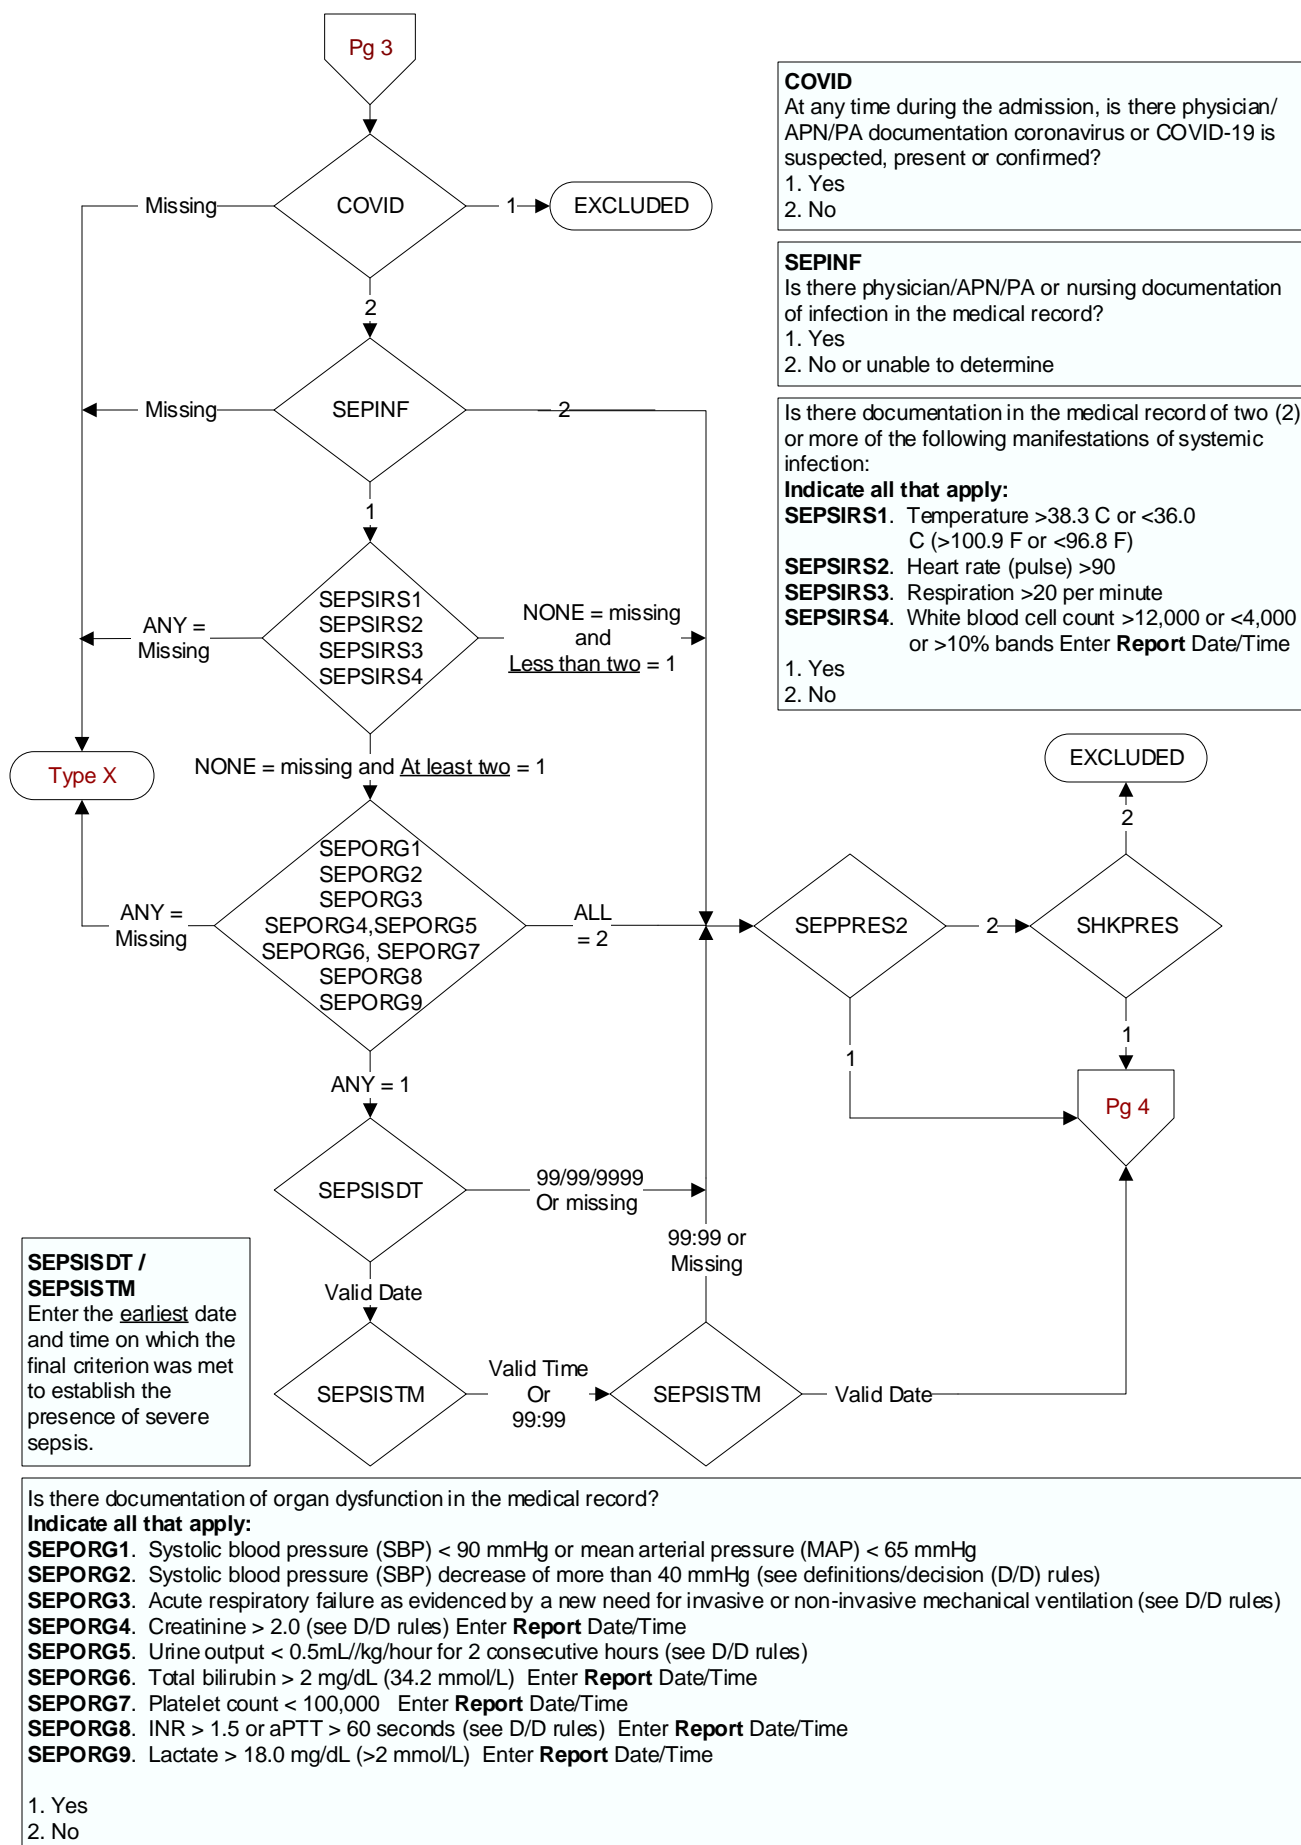 Pg 3
COVID
At any time during the admission, is there physician/
APN/PA documentation coronavirus or COVID-19 is
suspected, present or confirmed?
1. Yes
2. No
Missing
COVID
1
EXCLUDED
2
SEPINF
Is there physician/APN/PA or nursing documentation
of infection in the medical record?
1. Yes
2. No or unable to determine
Missing
SEPINF
2
1
Is there documentation in the medical record of two (2)
or more of the following manifestations of systemic
infection:
Indicate all that apply:
SEPSIRS1. Temperature >38.3 C or <36.0
C (>100.9 F or <96.8 F)
SEPSIRS2. Heart rate (pulse) >90
SEPSIRS3. Respiration >20 per minute
SEPSIRS4. White blood cell count >12,000 or <4,000
or >10% bands Enter Report Date/Time
1. Yes
2. No
ANY =
Missing
SEPSIRS1
SEPSIRS2
SEPSIRS3
SEPSIRS4
NONE = missing
and
Less than two = 1
Type X
NONE = missing and At least two = 1
EXCLUDED
2
ANY =
Missing
SEPORG1
SEPORG2
SEPORG3
SEPORG4,SEPORG5
SEPORG6, SEPORG7
SEPORG8
SEPORG9
ALL
= 2
SEPPRES2
2
SHKPRES
1
1
Pg 4
ANY = 1
SEPSISDT
99/99/9999
Or missing
99:99 or
Missing
Valid Date
SEPSISDT /
SEPSISTM
Enter the earliest date
and time on which the
final criterion was met
to establish the
presence of severe
sepsis.
SEPSISTM
Valid Time
Or
99:99
SEPSISTM
Valid Date
Is there documentation of organ dysfunction in the medical record?
Indicate all that apply:
SEPORG1. Systolic blood pressure (SBP) < 90 mmHg or mean arterial pressure (MAP) < 65 mmHg
SEPORG2. Systolic blood pressure (SBP) decrease of more than 40 mmHg (see definitions/decision (D/D) rules)
SEPORG3. Acute respiratory failure as evidenced by a new need for invasive or non-invasive mechanical ventilation (see D/D rules)
SEPORG4. Creatinine > 2.0 (see D/D rules) Enter Report Date/Time
SEPORG5. Urine output < 0.5mL//kg/hour for 2 consecutive hours (see D/D rules)
SEPORG6. Total bilirubin > 2 mg/dL (34.2 mmol/L) Enter Report Date/Time
SEPORG7. Platelet count < 100,000 Enter Report Date/Time
SEPORG8. INR > 1.5 or aPTT > 60 seconds (see D/D rules) Enter Report Date/Time
SEPORG9. Lactate > 18.0 mg/dL (>2 mmol/L) Enter Report Date/Time
1. Yes
2. No